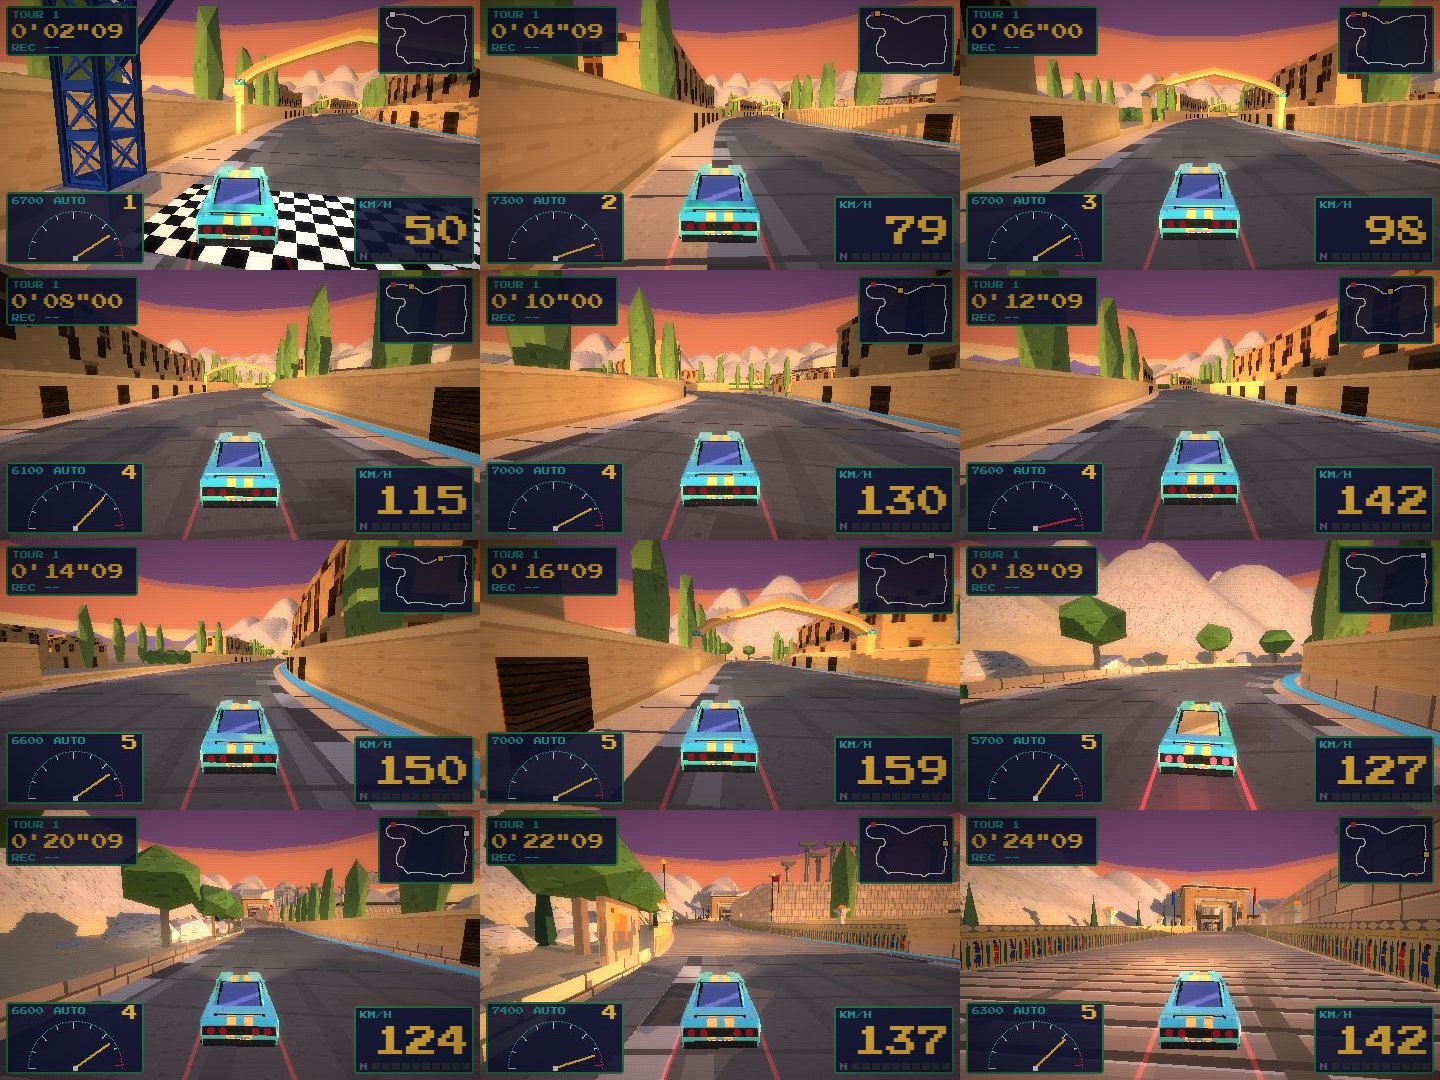 TOUR 1
0'02"09
REC --
6700 AUTO 1
KM/H
50
N
TOUR 1
0'04"09
REC --
7300 AUTO 2
KM/H
79
N
TOUR 1
0'06"00
REC --
6700 AUTO 3
KM/H
98
N
TOUR 1
0'08"00
REC --
6100 AUTO 4
KM/H
115
N
TOUR 1
0'10"00
REC --
7000 AUTO 4
KM/H
130
N
TOUR 1
0'12"09
REC --
7600 AUTO 4
KM/H
142
N
TOUR 1
0'14"09
REC --
6600 AUTO 5
KM/H
150
N
TOUR 1
0'16"09
REC --
7000 AUTO 5
KM/H
159
N
TOUR 1
0'18"09
REC --
5700 AUTO 5
KM/H
127
N
TOUR 1
0'20"09
REC --
6600 AUTO 4
KM/H
124
N
TOUR 1
0'22"09
REC --
7400 AUTO 4
KM/H
137
N
TOUR 1
0'24"09
REC --
6300 AUTO 5
KM/H
142
N